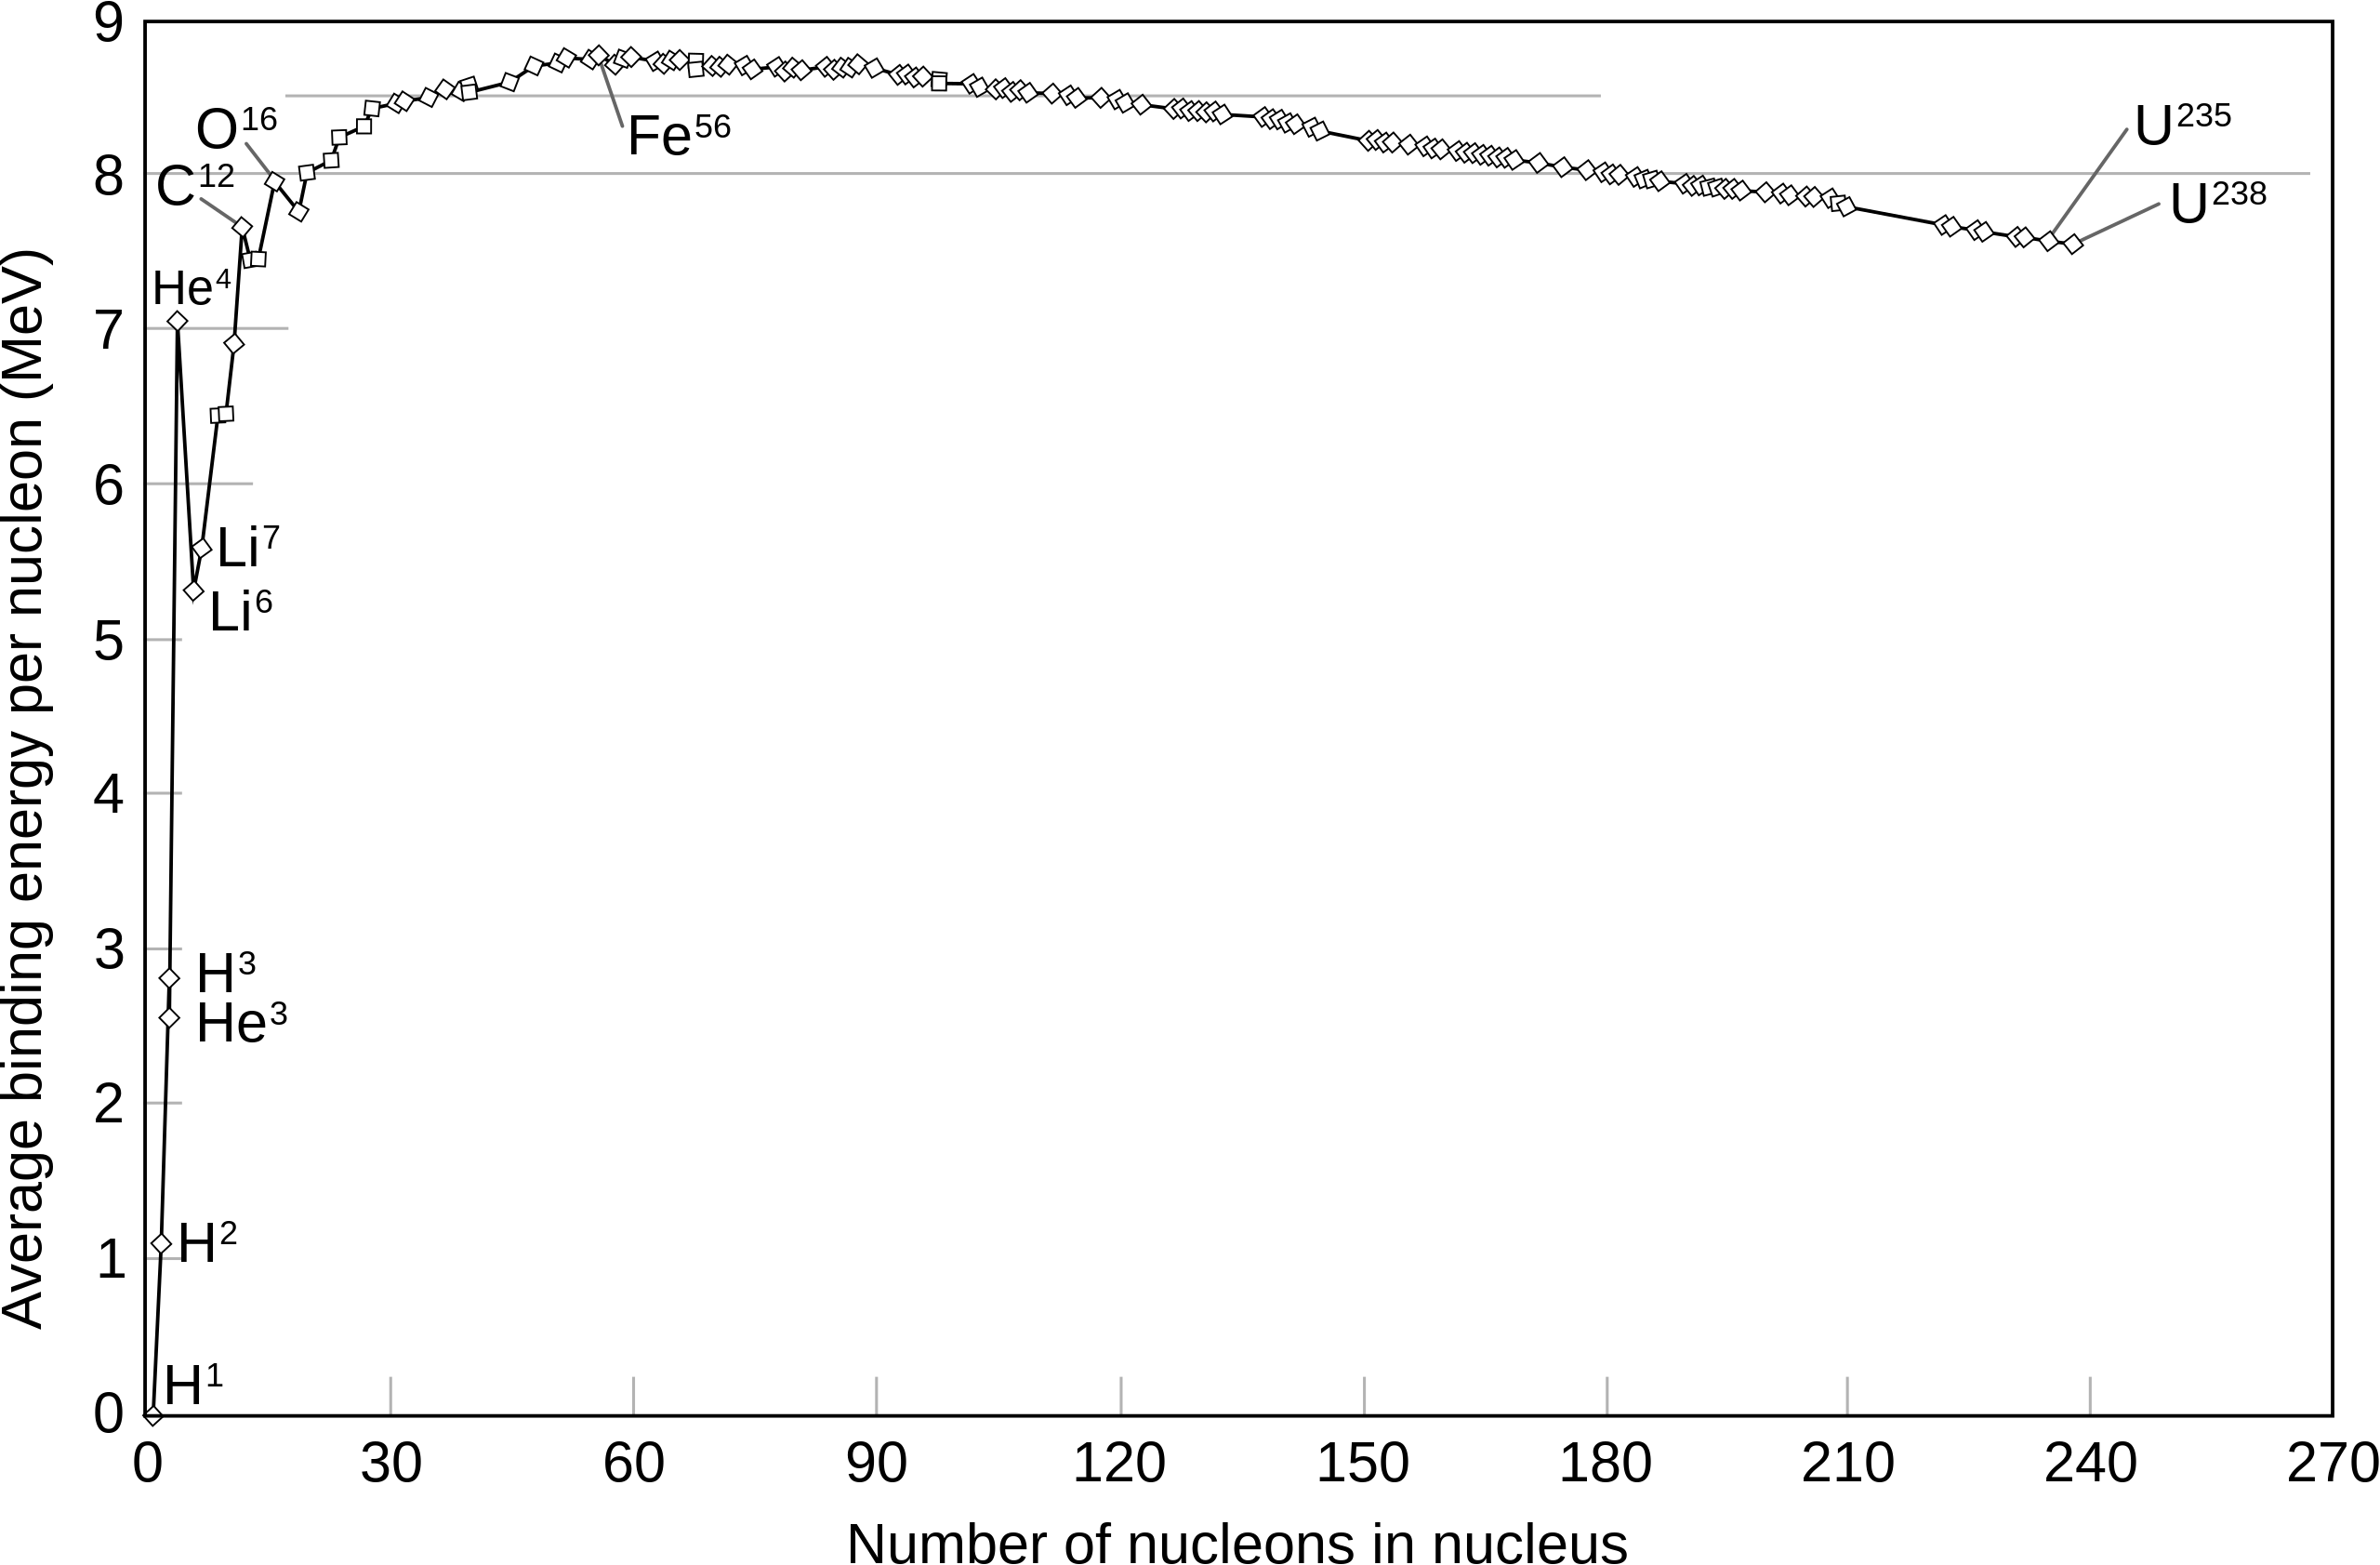 Average binding energy per nucleon (MeV)
9
8
7
6
5
4
3
2
1
0
O16
C12
Fe56
U235
U238
He4
Li7
Li6
H3
He3
H2
H1
0 30 60 90 120 150 180 210 240 270
Number of nucleons in nucleus